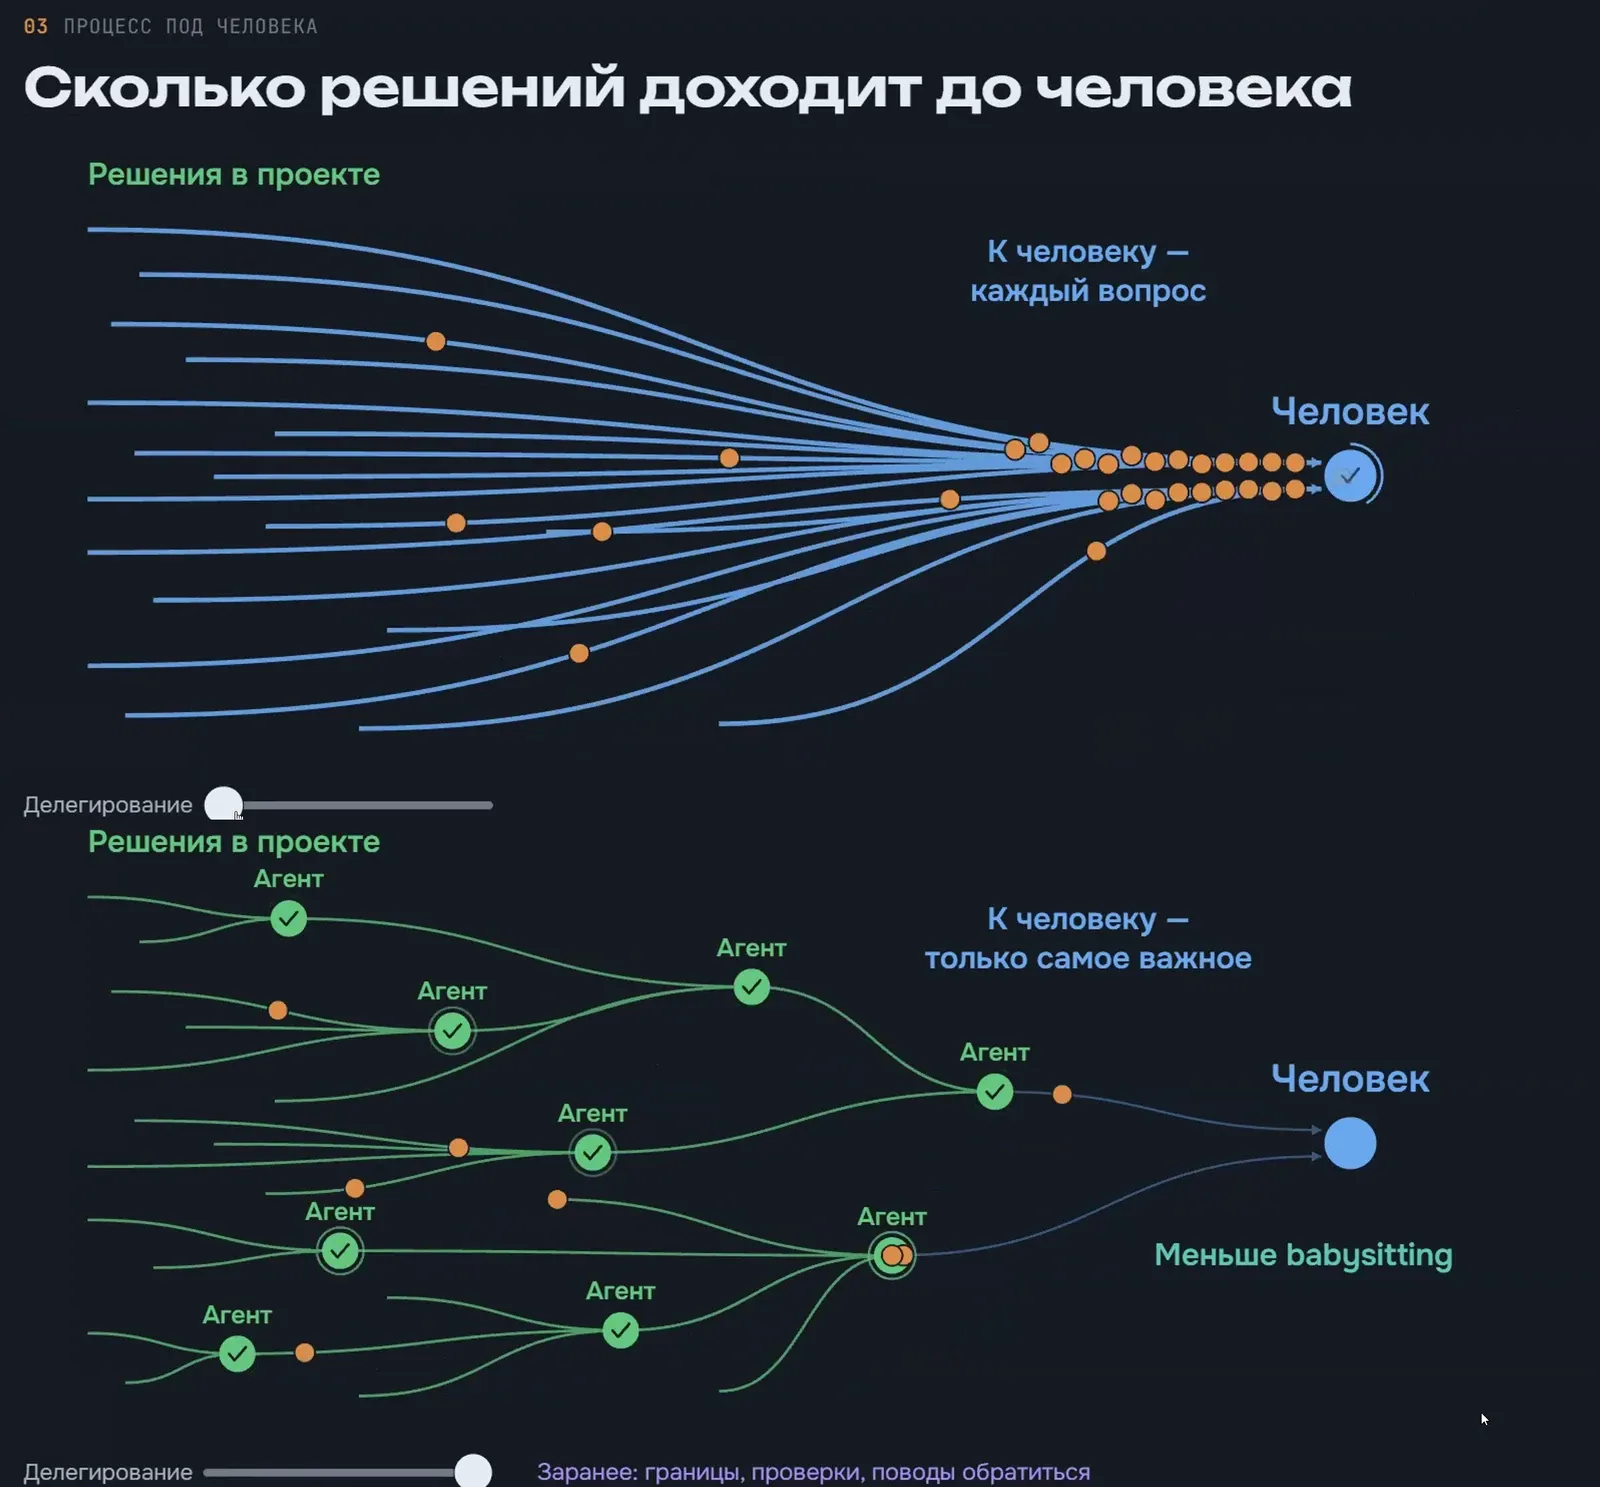 03 ПРОЦЕСС ПОД ЧЕЛОВЕКА
Сколько решений доходит до человека
Решения в проекте
К человеку —
каждый вопрос
Человек
Делегирование
Решения в проекте
Агент
К человеку —
только самое важное
Агент
Агент
Агент
Человек
Агент
Агент
Агент
Меньше babysitting
Агент
Агент
Делегирование
Заранее: границы, проверки, поводы обратиться